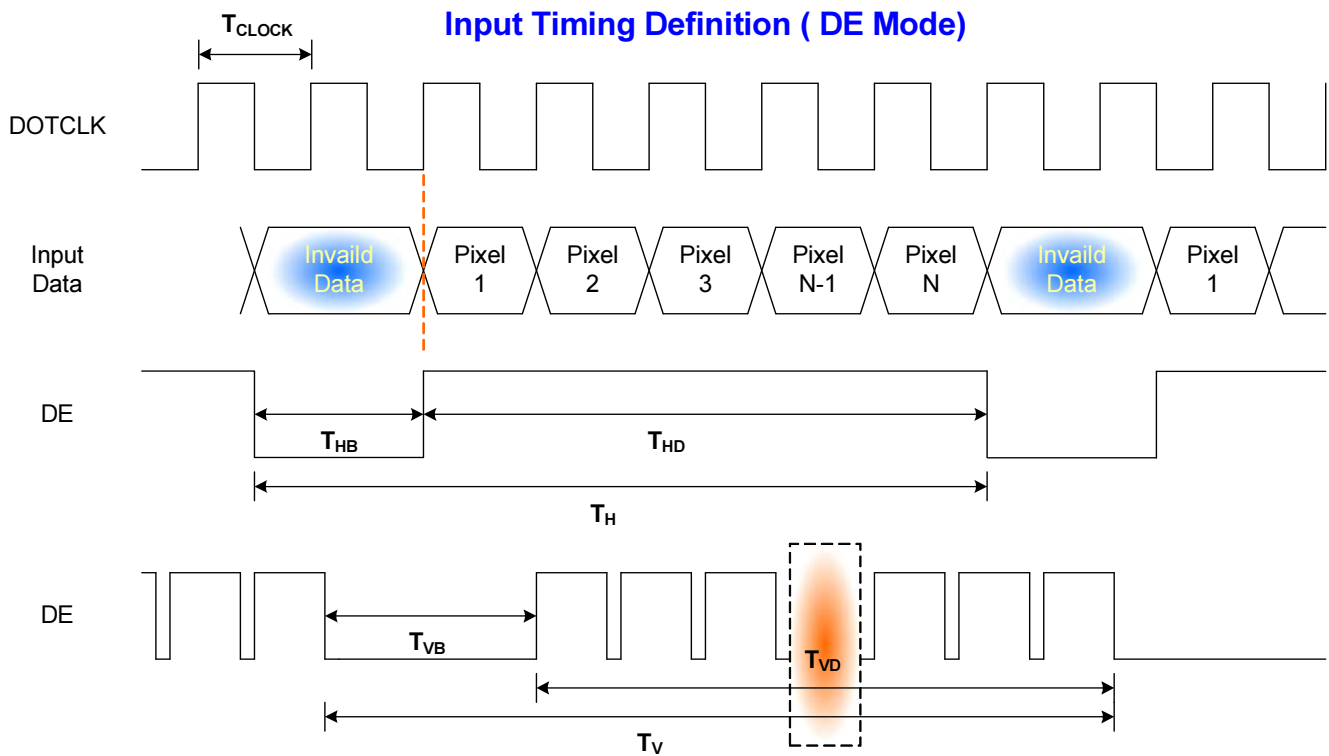 Input Timing Definition ( DE Mode)
TCLOCK
DOTCLK
Input
Data
Invaild
Data
Pixel
1
Pixel
2
Pixel
3
Pixel
N-1
Pixel
N
Invaild
Data
Pixel
1
DE
THB
THD
TH
DE
TVB
TVD
TV